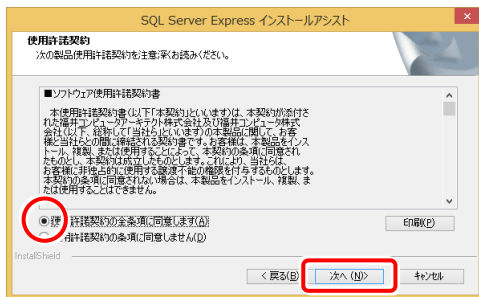 SQL Server Express インストールアシスト
使用許諾契約
次の製品使用許諾契約を注意深くお読みください。
■ソフトウェア使用許諾契約書
本使用許諾契約書(以下「本契約」といいます)は、本契約が添付さ
れた福井コンピュータアーキテクト株式会社及び福井コンピュータ株式
会社(以下、総称して「当社ら」といいます)の本製品に関して、お客
様と当社らとの間に締結される契約書です。お客様は、本製品をインス
トール、複製、または使用することによって、本契約の条項に同意され
たものとし、本契約は成立したものとします。これにより、当社らは、
お客様に非独占的に使用する譲渡不能の権限を付与するものとします。
本契約の条項に同意されない場合は、本製品をインストール、複製、ま
たは使用することはできません。
使 許諾契約の全条項に同意します(A)
用許諾契約の条項に同意しません(D)
印刷(P)
InstallShield
< 戻る(B)
次へ (N)>
キャンセル